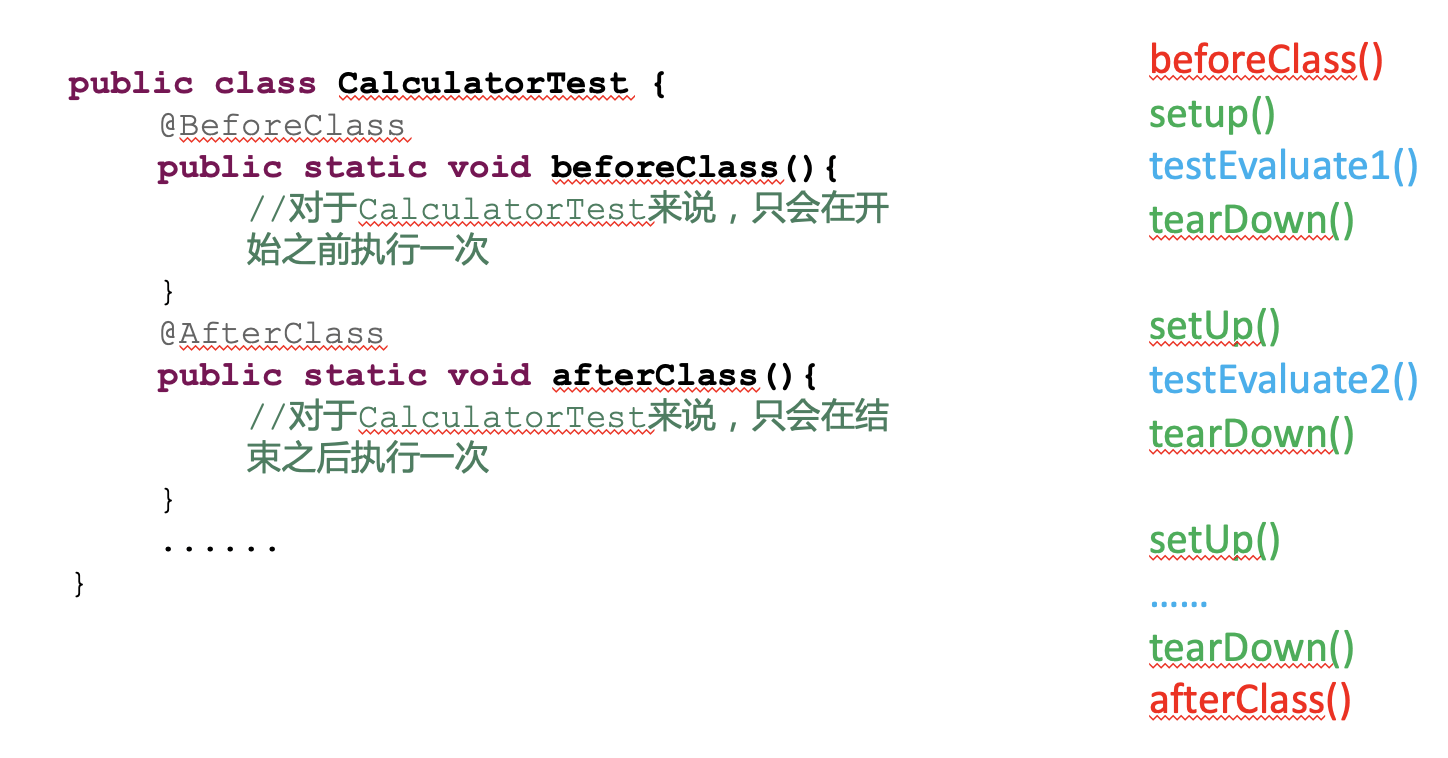 public class CalculatorTest {
@BeforeClass
public static void beforeClass(){
//对于CalculatorTest来说，只会在开
始之前执行一次
}
@AfterClass
public static void afterClass(){
//对于CalculatorTest来说，只会在结
束之后执行一次
}
......
}
beforeClass()
setup()
testEvaluate1()
tearDown()
setUp()
testEvaluate2()
tearDown()
setUp()
……
tearDown()
afterClass()